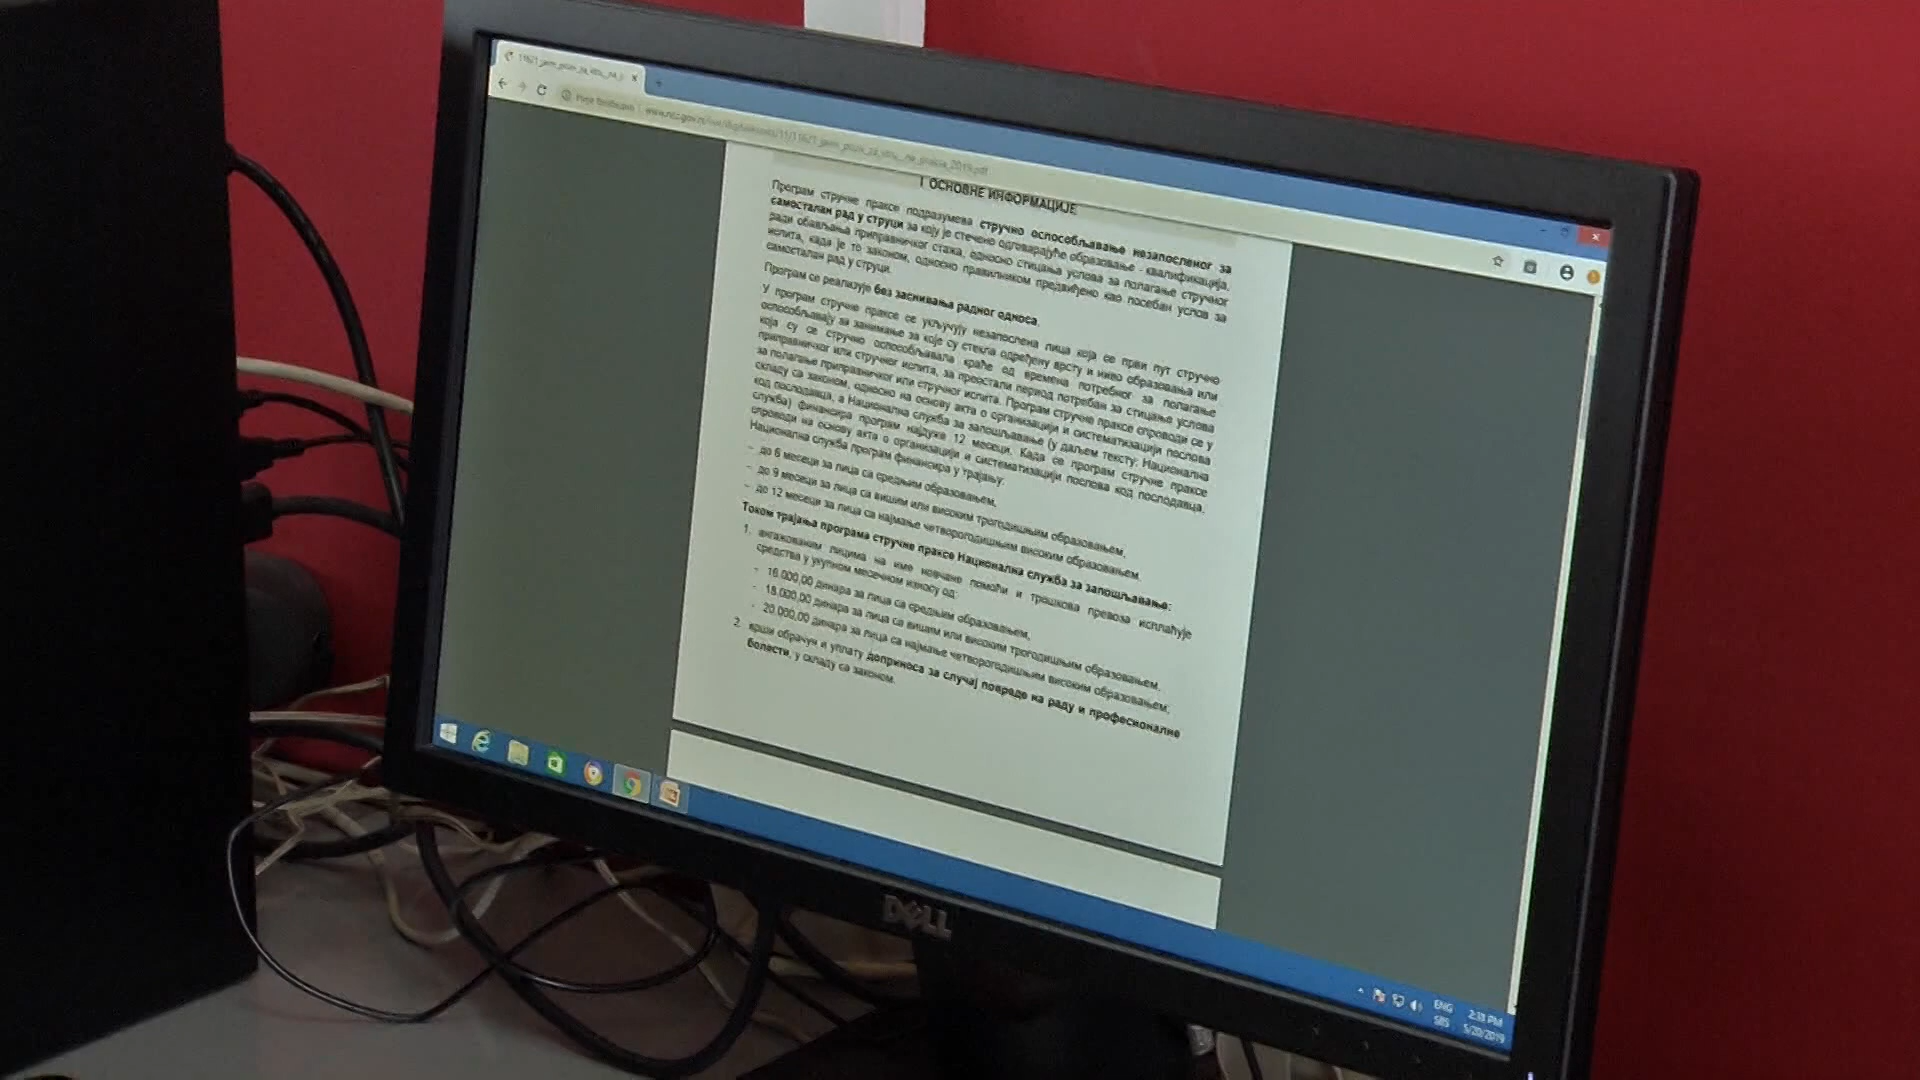 Није безбедно
I ОСНОВНЕ ИНФОРМАЦИЈЕ
Програм стручне праксе подразумева стручно оспособљавање незапосленог за
самосталан рад у струци за коју је стечено одговарајуће образовање - квалификација,
ради обављања приправничког стажа, односно стицања услова за полагање стручног
испита, када је то законом, односно правилником предвиђено као посебан услов за
самосталан рад у струци.
Програм се реализује без заснивања радног односа.
У програм стручне праксе се укључују незапослена лица која се први пут стручно
оспособљавају за занимање за које су стекла одређену врсту и ниво образовања или
која су се стручно оспособљавала краће од времена потребног за полагање
приправничког или стручног испита, за преостали период потребан за стицање услова
за полагање приправничког или стручног испита. Програм стручне праксе спроводи се у
складу са законом, односно на основу акта о организацији и систематизацији послова
код послодавца, а Национална служба за запошљавање (у даљем тексту: Национална
служба) финансира програм најдуже 12 месеци. Када се програм стручне праксе
спроводи на основу акта о организацији и систематизацији послова код послодавца,
Национална служба програм финансира у трајању:
– до 6 месеци за лица са средњим образовањем,
– до 9 месеци за лица са вишим или високим трогодишњим образовањем,
– до 12 месеци за лица са најмање четворогодишњим високим образовањем.
Током трајања програма стручне праксе Национална служба за запошљавање:
1. ангажованим лицима на име новчане помоћи и трошкова превоза исплаћује
средства у укупном месечном износу од:
- 16.000,00 динара за лица са средњим образовањем,
- 18.000,00 динара за лица са вишим или високим трогодишњим образовањем,
- 20.000,00 динара за лица са најмање четворогодишњим високим образовањем;
2. врши обрачун и уплату доприноса за случај повреде на раду и професионалне
болести, у складу са законом.
ENG
SRS
2:33 PM
5/20/2019
DELL